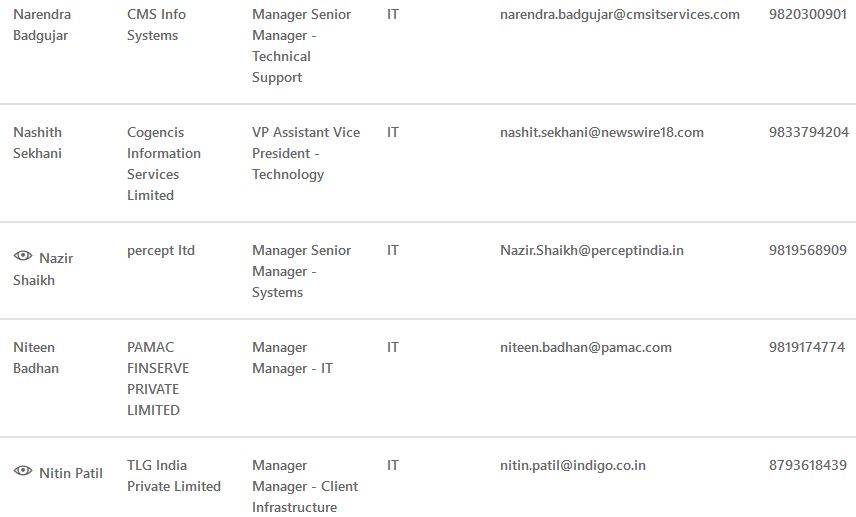 Narendra CMS Info Manager Senior IT narendra.badgujar@cmsitservices.com 9820300901
Badgujar Systems Manager -
Technical
Support
Nashith Cogencis VP Assistant Vice IT nashit.sekhani@newswire18.com 9833794204
Sekhani Information President -
Services Technology
Limited
Nazir percept ltd Manager Senior IT Nazir.Shaikh@perceptindia.in 9819568909
Shaikh Manager -
Systems
Niteen PAMAC Manager IT niteen.badhan@pamac.com 9819174774
Badhan FINSERVE Manager - IT
PRIVATE
LIMITED
Nitin Patil TLG India Manager IT nitin.patil@indigo.co.in 8793618439
Private Limited Manager - Client
Infrastructure